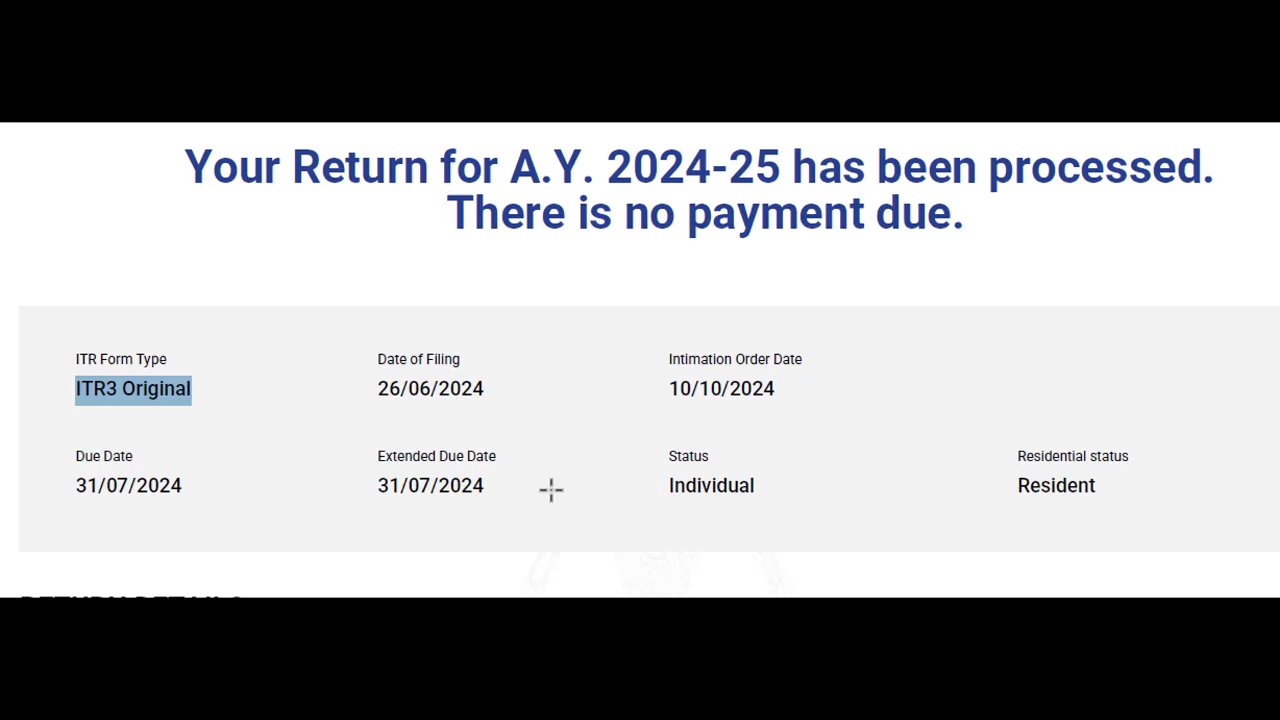 Your Return for A.Y. 2024-25 has been processed.
There is no payment due.
ITR Form Type
Date of Filing
Intimation Order Date
ITR3 Original
26/06/2024
10/10/2024
Due Date
Extended Due Date
Status
Residential status
31/07/2024
31/07/2024
Individual
Resident